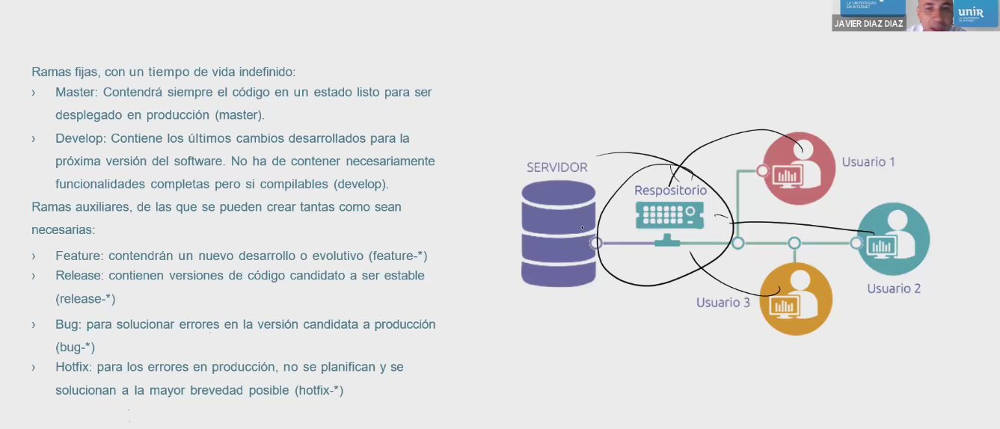 LA UNIVERSIDAD
EN INTERNET
unir
JAVIER DIAZ DIAZ
Ramas fijas, con un tiempo de vida indefinido:
› Master: Contendrá siempre el código en un estado listo para ser
desplegado en producción (master).
› Develop: Contiene los últimos cambios desarrollados para la
próxima versión del software. No ha de contener necesariamente
funcionalidades completas pero si compilables (develop).
Ramas auxiliares, de las que se pueden crear tantas como sean
necesarias:
› Feature: contendrán un nuevo desarrollo o evolutivo (feature-*)
› Release: contienen versiones de código candidato a ser estable
(release-*)
› Bug: para solucionar errores en la versión candidata a producción
(bug-*)
› Hotfix: para los errores en producción, no se planifican y se
solucionan a la mayor brevedad posible (hotfix-*)
SERVIDOR
Respositorio
Usuario 1
Usuario 2
Usuario 3